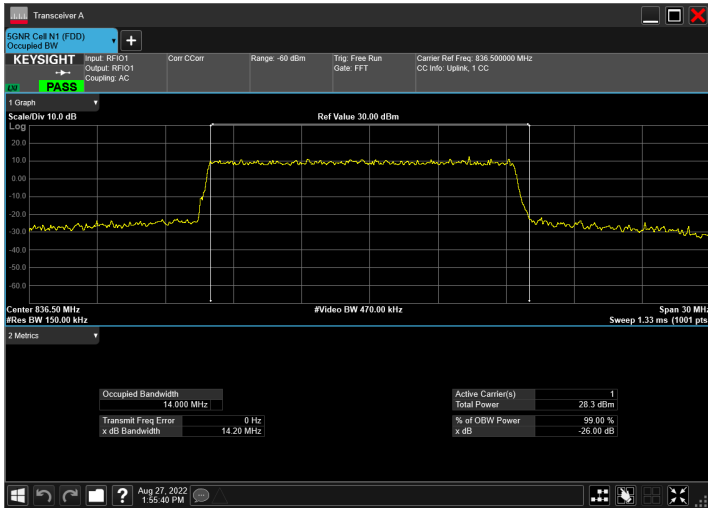 Transceiver A
5GNR Cell N1 (FDD)
Occupied BW
KEYSIGHT
Input: RFIO1
Output: RFIO1
Coupling: AC
Corr CCorr
Range: -60 dBm
Trig: Free Run
Gate: FFT
Carrier Ref Freq: 836.500000 MHz
CC Info: Uplink, 1 CC
LXI
PASS
1 Graph
Scale/Div 10.0 dB
Ref Value 30.00 dBm
Log
20.0
10.0
0.00
-10.0
-20.0
-30.0
-40.0
-50.0
-60.0
Center 836.50 MHz
#Video BW 470.00 kHz
Span 30 MHz
#Res BW 150.00 kHz
Sweep 1.33 ms (1001 pts
2 Metrics
Occupied Bandwidth
14.000 MHz
Transmit Freq Error 0 Hz
x dB Bandwidth 14.20 MHz
Active Carrier(s) 1
Total Power 28.3 dBm
% of OBW Power 99.00 %
x dB -26.00 dB
Aug 27, 2022
1:55:40 PM